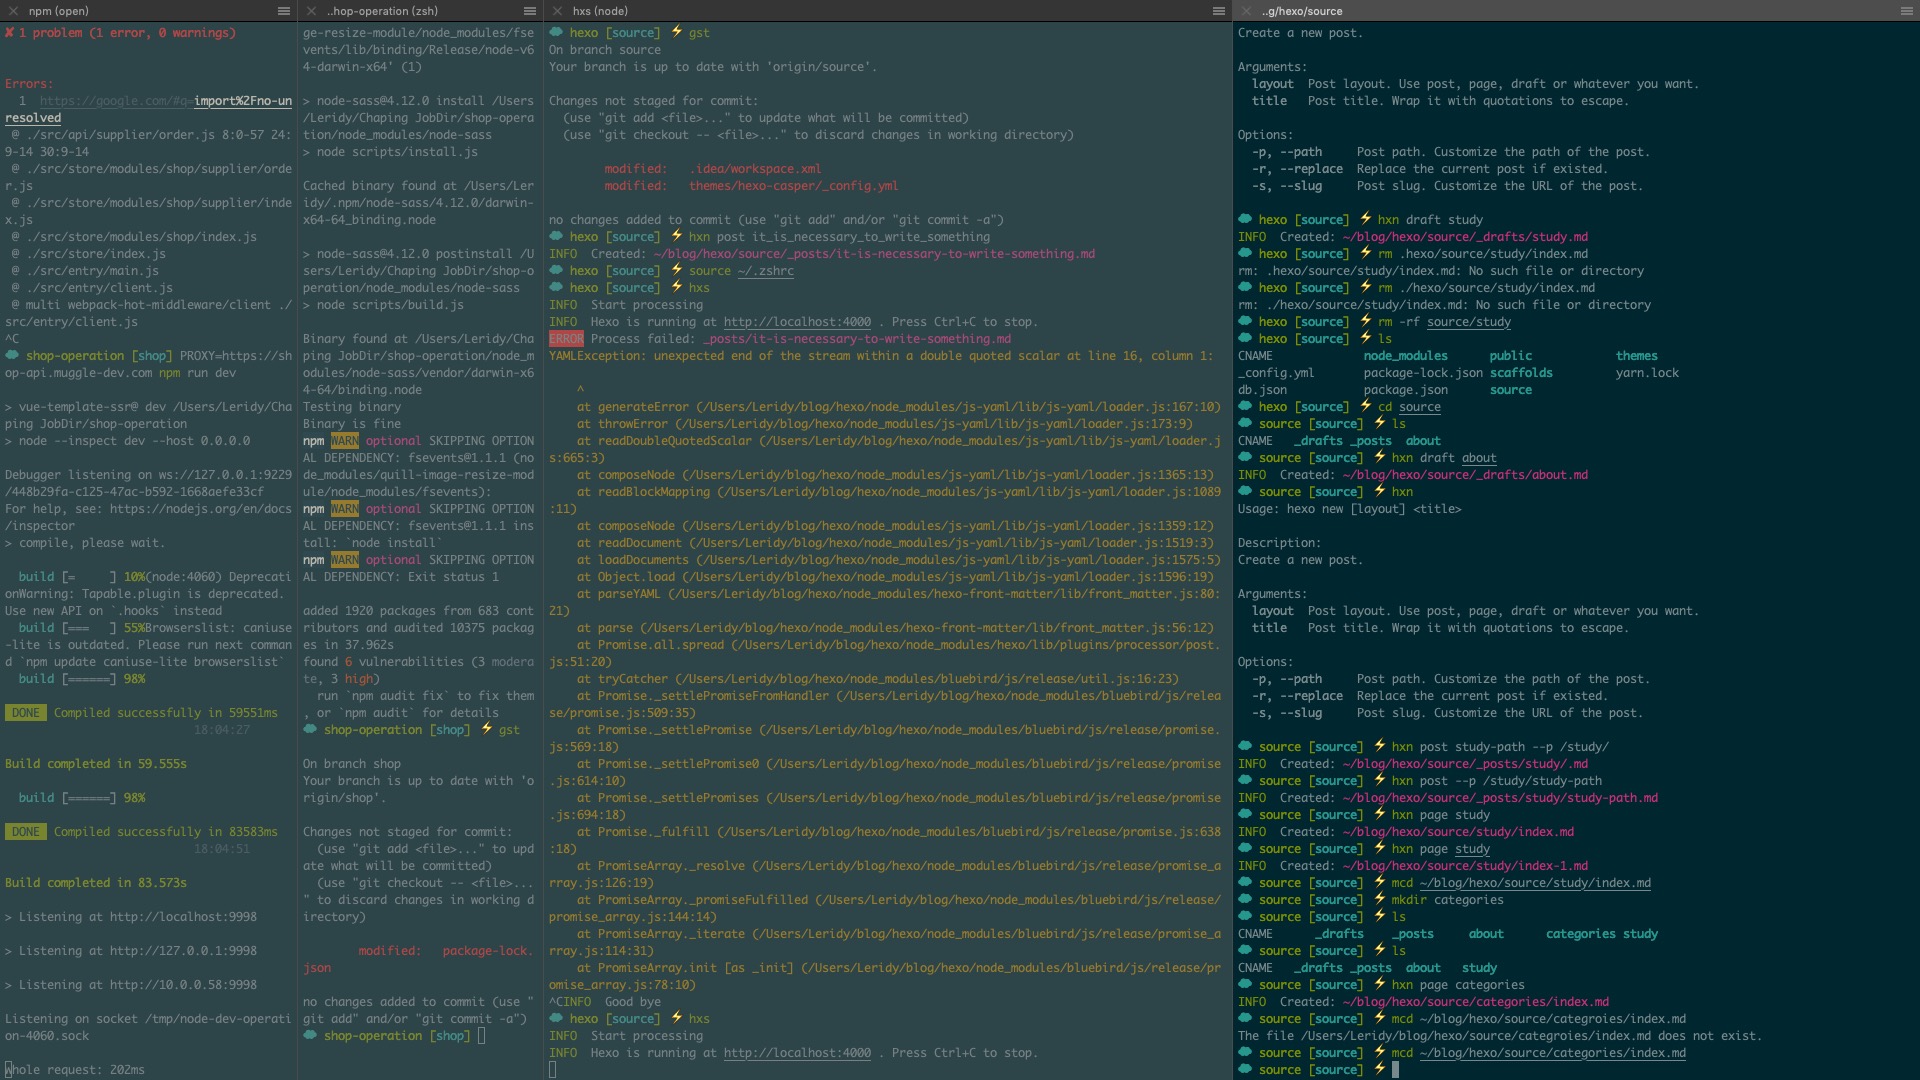 npm (open)
✘ 1 problem (1 error, 0 warnings)
Errors:
1  https://google.com/#q=import%2Fno-un
resolved
@ ./src/api/supplier/order.js 8:0-57 24:
9-14 30:9-14
@ ./src/store/modules/shop/supplier/orde
r.js
@ ./src/store/modules/shop/supplier/inde
x.js
@ ./src/store/modules/shop/index.js
@ ./src/store/index.js
@ ./src/entry/main.js
@ ./src/entry/client.js
@ multi webpack-hot-middleware/client ./
src/entry/client.js
^C
shop-operation [shop] PROXY=https://sh
op-api.muggle-dev.com npm run dev
> vue-template-ssr@ dev /Users/Leridy/Cha
ping JobDir/shop-operation
> node --inspect dev --host 0.0.0.0
Debugger listening on ws://127.0.0.1:9229
/448b29fa-c125-47ac-b592-1668aefe33cf
For help, see: https://nodejs.org/en/docs
/inspector
> compile, please wait.
build [=     ] 10%(node:4060) Deprecati
onWarning: Tapable.plugin is deprecated.
Use new API on `.hooks` instead
build [===   ] 55%Browserslist: caniuse
-lite is outdated. Please run next comman
d `npm update caniuse-lite browserslist`
build [======] 98%
DONE  Compiled successfully in 59551ms
18:04:27
Build completed in 59.555s
build [======] 98%
DONE  Compiled successfully in 83583ms
18:04:51
Build completed in 83.573s
> Listening at http://localhost:9998
> Listening at http://127.0.0.1:9998
> Listening at http://10.0.0.58:9998
Listening on socket /tmp/node-dev-operati
on-4060.sock
Whole request: 202ms
..hop-operation (zsh)
ge-resize-module/node_modules/fse
vents/lib/binding/Release/node-v6
4-darwin-x64' (1)
> node-sass@4.12.0 install /Users
/Leridy/Chaping JobDir/shop-opera
tion/node_modules/node-sass
> node scripts/install.js
Cached binary found at /Users/Ler
idy/.npm/node-sass/4.12.0/darwin-
x64-64_binding.node
> node-sass@4.12.0 postinstall /U
sers/Leridy/Chaping JobDir/shop-o
peration/node_modules/node-sass
> node scripts/build.js
Binary found at /Users/Leridy/Cha
ping JobDir/shop-operation/node_m
odules/node-sass/vendor/darwin-x6
4-64/binding.node
Testing binary
Binary is fine
npm WARN optional SKIPPING OPTION
AL DEPENDENCY: fsevents@1.1.1 (no
de_modules/quill-image-resize-mod
ule/node_modules/fsevents):
npm WARN optional SKIPPING OPTION
AL DEPENDENCY: fsevents@1.1.1 ins
tall: `node install`
npm WARN optional SKIPPING OPTION
AL DEPENDENCY: Exit status 1
added 1920 packages from 683 cont
ributors and audited 10375 packag
es in 37.962s
found 6 vulnerabilities (3 modera
te, 3 high)
run `npm audit fix` to fix them
, or `npm audit` for details
shop-operation [shop] ⚡ gst
On branch shop
Your branch is up to date with 'o
rigin/shop'.
Changes not staged for commit:
(use "git add <file>..." to upd
ate what will be committed)
(use "git checkout -- <file>...
" to discard changes in working d
irectory)
modified:   package-lock.
json
no changes added to commit (use "
git add" and/or "git commit -a")
shop-operation [shop]
hxs (node)
hexo [source] ⚡ gst
On branch source
Your branch is up to date with 'origin/source'.
Changes not staged for commit:
(use "git add <file>..." to update what will be committed)
(use "git checkout -- <file>..." to discard changes in working directory)
modified:   .idea/workspace.xml
modified:   themes/hexo-casper/_config.yml
no changes added to commit (use "git add" and/or "git commit -a")
hexo [source] ⚡ hxn post it_is_necessary_to_write_something
INFO  Created: ~/blog/hexo/source/_posts/it-is-necessary-to-write-something.md
hexo [source] ⚡ source ~/.zshrc
hexo [source] ⚡ hxs
INFO  Start processing
INFO  Hexo is running at http://localhost:4000 . Press Ctrl+C to stop.
ERROR Process failed: _posts/it-is-necessary-to-write-something.md
YAMLException: unexpected end of the stream within a double quoted scalar at line 16, column 1:
^
at generateError (/Users/Leridy/blog/hexo/node_modules/js-yaml/lib/js-yaml/loader.js:167:10)
at throwError (/Users/Leridy/blog/hexo/node_modules/js-yaml/lib/js-yaml/loader.js:173:9)
at readDoubleQuotedScalar (/Users/Leridy/blog/hexo/node_modules/js-yaml/lib/js-yaml/loader.j
s:665:3)
at composeNode (/Users/Leridy/blog/hexo/node_modules/js-yaml/lib/js-yaml/loader.js:1365:13)
at readBlockMapping (/Users/Leridy/blog/hexo/node_modules/js-yaml/lib/js-yaml/loader.js:1089
:11)
at composeNode (/Users/Leridy/blog/hexo/node_modules/js-yaml/lib/js-yaml/loader.js:1359:12)
at readDocument (/Users/Leridy/blog/hexo/node_modules/js-yaml/lib/js-yaml/loader.js:1519:3)
at loadDocuments (/Users/Leridy/blog/hexo/node_modules/js-yaml/lib/js-yaml/loader.js:1575:5)
at Object.load (/Users/Leridy/blog/hexo/node_modules/js-yaml/lib/js-yaml/loader.js:1596:19)
at parseYAML (/Users/Leridy/blog/hexo/node_modules/hexo-front-matter/lib/front_matter.js:80:
21)
at parse (/Users/Leridy/blog/hexo/node_modules/hexo-front-matter/lib/front_matter.js:56:12)
at Promise.all.spread (/Users/Leridy/blog/hexo/node_modules/hexo/lib/plugins/processor/post.
js:51:20)
at tryCatcher (/Users/Leridy/blog/hexo/node_modules/bluebird/js/release/util.js:16:23)
at Promise._settlePromiseFromHandler (/Users/Leridy/blog/hexo/node_modules/bluebird/js/relea
se/promise.js:509:35)
at Promise._settlePromise (/Users/Leridy/blog/hexo/node_modules/bluebird/js/release/promise.
js:569:18)
at Promise._settlePromise0 (/Users/Leridy/blog/hexo/node_modules/bluebird/js/release/promise
.js:614:10)
at Promise._settlePromises (/Users/Leridy/blog/hexo/node_modules/bluebird/js/release/promise
.js:694:18)
at Promise._fulfill (/Users/Leridy/blog/hexo/node_modules/bluebird/js/release/promise.js:638
:18)
at PromiseArray._resolve (/Users/Leridy/blog/hexo/node_modules/bluebird/js/release/promise_a
rray.js:126:19)
at PromiseArray._promiseFulfilled (/Users/Leridy/blog/hexo/node_modules/bluebird/js/release/
promise_array.js:144:14)
at PromiseArray._iterate (/Users/Leridy/blog/hexo/node_modules/bluebird/js/release/promise_a
rray.js:114:31)
at PromiseArray.init [as _init] (/Users/Leridy/blog/hexo/node_modules/bluebird/js/release/pr
omise_array.js:78:10)
^CINFO  Good bye
hexo [source] ⚡ hxs
INFO  Start processing
INFO  Hexo is running at http://localhost:4000 . Press Ctrl+C to stop.
..g/hexo/source
Create a new post.
Arguments:
layout  Post layout. Use post, page, draft or whatever you want.
title   Post title. Wrap it with quotations to escape.
Options:
-p, --path     Post path. Customize the path of the post.
-r, --replace  Replace the current post if existed.
-s, --slug     Post slug. Customize the URL of the post.
hexo [source] ⚡ hxn draft study
INFO  Created: ~/blog/hexo/source/_drafts/study.md
hexo [source] ⚡ rm .hexo/source/study/index.md
rm: .hexo/source/study/index.md: No such file or directory
hexo [source] ⚡ rm ./hexo/source/study/index.md
rm: ./hexo/source/study/index.md: No such file or directory
hexo [source] ⚡ rm -rf source/study
hexo [source] ⚡ ls
CNAME             node_modules      public            themes
_config.yml       package-lock.json scaffolds         yarn.lock
db.json           package.json      source
hexo [source] ⚡ cd source
source [source] ⚡ ls
CNAME   _drafts _posts  about
source [source] ⚡ hxn draft about
INFO  Created: ~/blog/hexo/source/_drafts/about.md
source [source] ⚡ hxn
Usage: hexo new [layout] <title>
Description:
Create a new post.
Arguments:
layout  Post layout. Use post, page, draft or whatever you want.
title   Post title. Wrap it with quotations to escape.
Options:
-p, --path     Post path. Customize the path of the post.
-r, --replace  Replace the current post if existed.
-s, --slug     Post slug. Customize the URL of the post.
source [source] ⚡ hxn post study-path --p /study/
INFO  Created: ~/blog/hexo/source/_posts/study/.md
source [source] ⚡ hxn post --p /study/study-path
INFO  Created: ~/blog/hexo/source/_posts/study/study-path.md
source [source] ⚡ hxn page study
INFO  Created: ~/blog/hexo/source/study/index.md
source [source] ⚡ hxn page study
INFO  Created: ~/blog/hexo/source/study/index-1.md
source [source] ⚡ mcd ~/blog/hexo/source/study/index.md
source [source] ⚡ mkdir categories
source [source] ⚡ ls
CNAME      _drafts    _posts     about      categories study
source [source] ⚡ ls
CNAME   _drafts _posts  about   study
source [source] ⚡ hxn page categories
INFO  Created: ~/blog/hexo/source/categories/index.md
source [source] ⚡ mcd ~/blog/hexo/source/categroies/index.md
The file /Users/Leridy/blog/hexo/source/categroies/index.md does not exist.
source [source] ⚡ mcd ~/blog/hexo/source/categories/index.md
source [source] ⚡